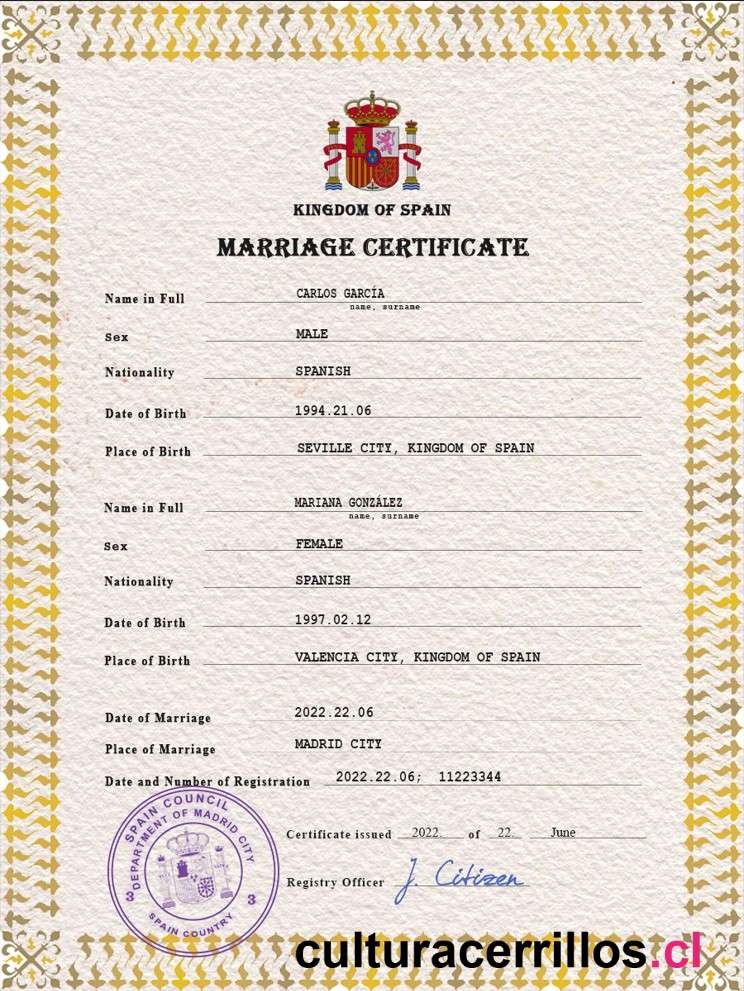 KINGDOM OF SPAIN
MARRIAGE CERTIFICATE
Name in Full CARLOS GARCÍA
name, surname
Sex MALE
Nationality SPANISH
Date of Birth 1994.21.06
Place of Birth SEVILLE CITY, KINGDOM OF SPAIN
Name in Full MARIANA GONZÁLEZ
name, surname
Sex FEMALE
Nationality SPANISH
Date of Birth 1997.02.12
Place of Birth VALENCIA CITY, KINGDOM OF SPAIN
Date of Marriage 2022.22.06
Place of Marriage MADRID CITY
Date and Number of Registration 2022.22.06; 11223344
SPAIN COUNCIL
DEPARTMENT OF MADRID CITY
3 3
SPAIN COUNTRY
Certificate issued 2022. of 22. June
Registry Officer J. Citizen
culturacerrillos.cl